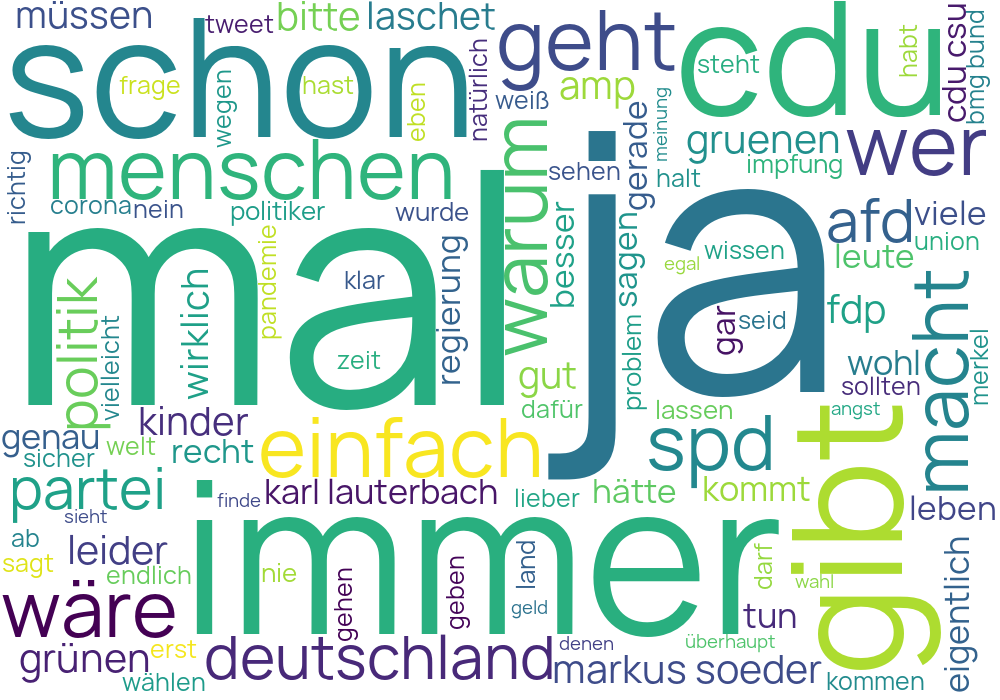 müssen
tweet
bitte
laschet
schon
frage
wegen
hast
eben
natürlich
geht
weiß
amp
steht
cdu
habt
cdu csu
bmg
bund
menschen
warum
sehen
gerade
meinung
gruenen
impfung
wer
halt
richtig
corona
nein
politiker
wurde
mal
ja
afd
viele
union
leute
politik
vielleicht
wirklich
pandemie
klar
zeit
regierung
besser
sagen
problem
egal
wissen
gar
seid
fdp
macht
merkel
gut
dafür
wohl
sollten
lassen
angst
genau
sicher
welt
kinder
recht
einfach
spd
gibt
partei
sieht
finde
karl lauterbach
lieber
hätte
kommt
leben
ab
sagt
leider
endlich
immer
nie
gehen
geben
land
geld
darf
wahl
eigentlich
wäre
tun
grünen
erst
wählen
deutschland
denen
markus soeder
überhaupt
kommen